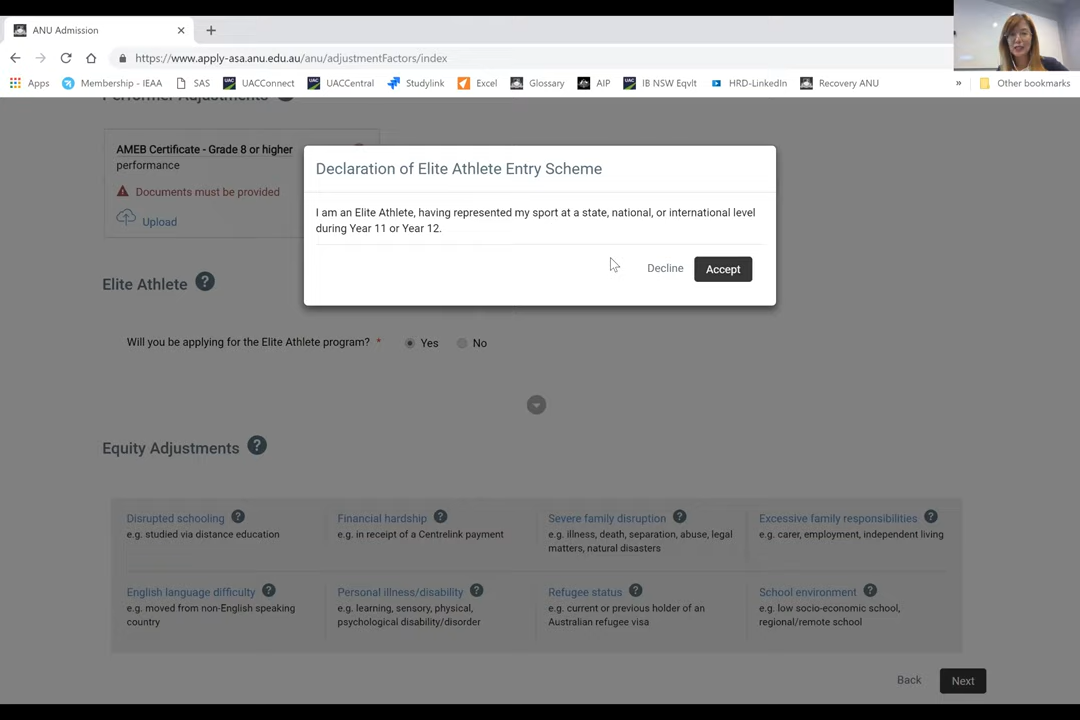 ANU Admission
https://www.apply-asa.anu.edu.au/anu/adjustmentFactors/index
Apps
Membership - IEAA
SAS
UACConnect
UACCentral
Studylink
Excel
Glossary
AIP
IB NSW Eqvlt
HRD-LinkedIn
Recovery ANU
»
Other bookmarks
Performer Adjustments
AMEB Certificate - Grade 8 or higher
performance
Documents must be provided
Upload
Declaration of Elite Athlete Entry Scheme
I am an Elite Athlete, having represented my sport at a state, national, or international level
during Year 11 or Year 12.
Decline
Accept
Elite Athlete ?
Will you be applying for the Elite Athlete program? * Yes No
Equity Adjustments ?
Disrupted schooling ?
e.g. studied via distance education
Financial hardship ?
e.g. in receipt of a Centrelink payment
Severe family disruption ?
e.g. illness, death, separation, abuse, legal
matters, natural disasters
Excessive family responsibilities ?
e.g. carer, employment, independent living
English language difficulty ?
e.g. moved from non-English speaking
country
Personal illness/disability ?
e.g. learning, sensory, physical,
psychological disability/disorder
Refugee status ?
e.g. current or previous holder of an
Australian refugee visa
School environment ?
e.g. low socio-economic school,
regional/remote school
Back
Next